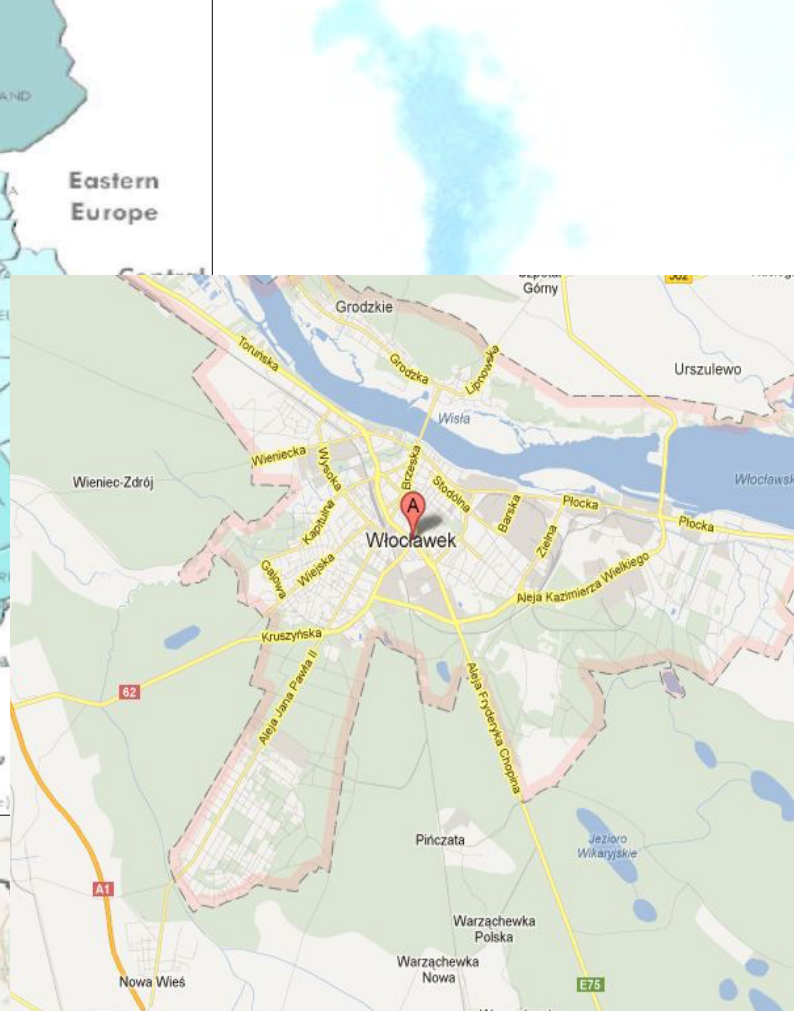 Eastern
Europe
Central
Górny
Grodzkie
Toruńska
Grodzka
Lipnowska
Urszulewo
Wisła
Wieniecka
Wysoka
Brzeska
Wieniec-Zdrój
Stodólna
Barska
Płocka
Płocka
Kapitulna
A
Włocławek
Zielna
Wiejska
Aleja Kazimierza Wielkiego
Kruszyńska
62
Aleja Jana Pawła II
Aleja Fryderyka Chopina
Pińczata
Jezioro
Wikaryjskie
A1
Warząchewka
Polska
Warząchewka
Nowa
Nowa Wieś
E75